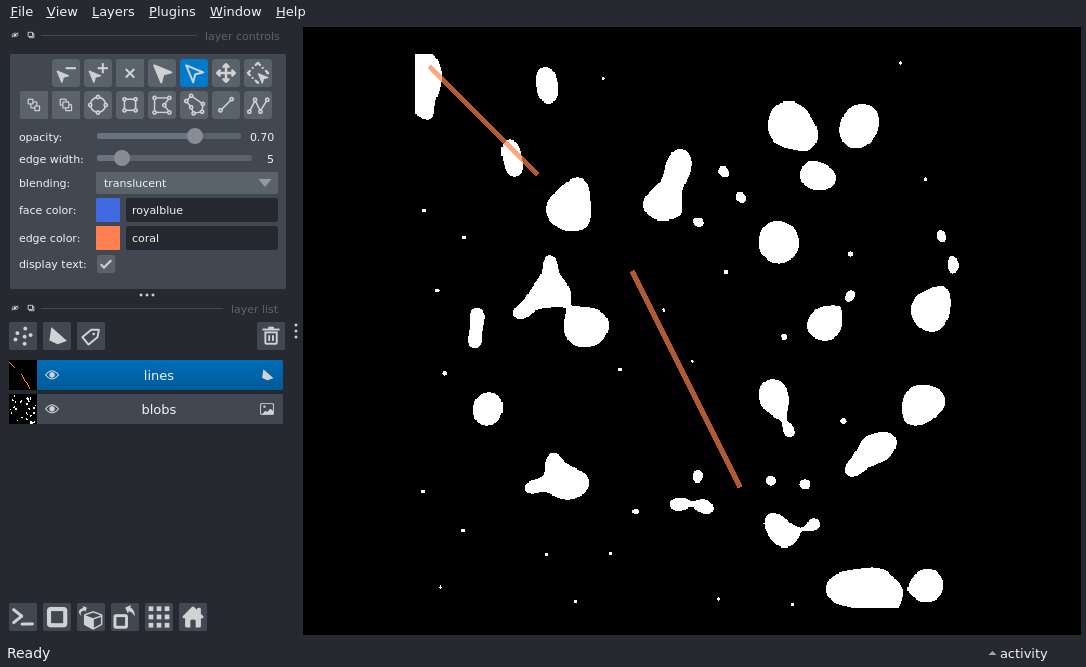 File View Layers Plugins Window Help
layer controls
opacity: 0.70
edge width: 5
blending: translucent
face color: royalblue
edge color: coral
display text:
layer list
lines
blobs
Ready
activity